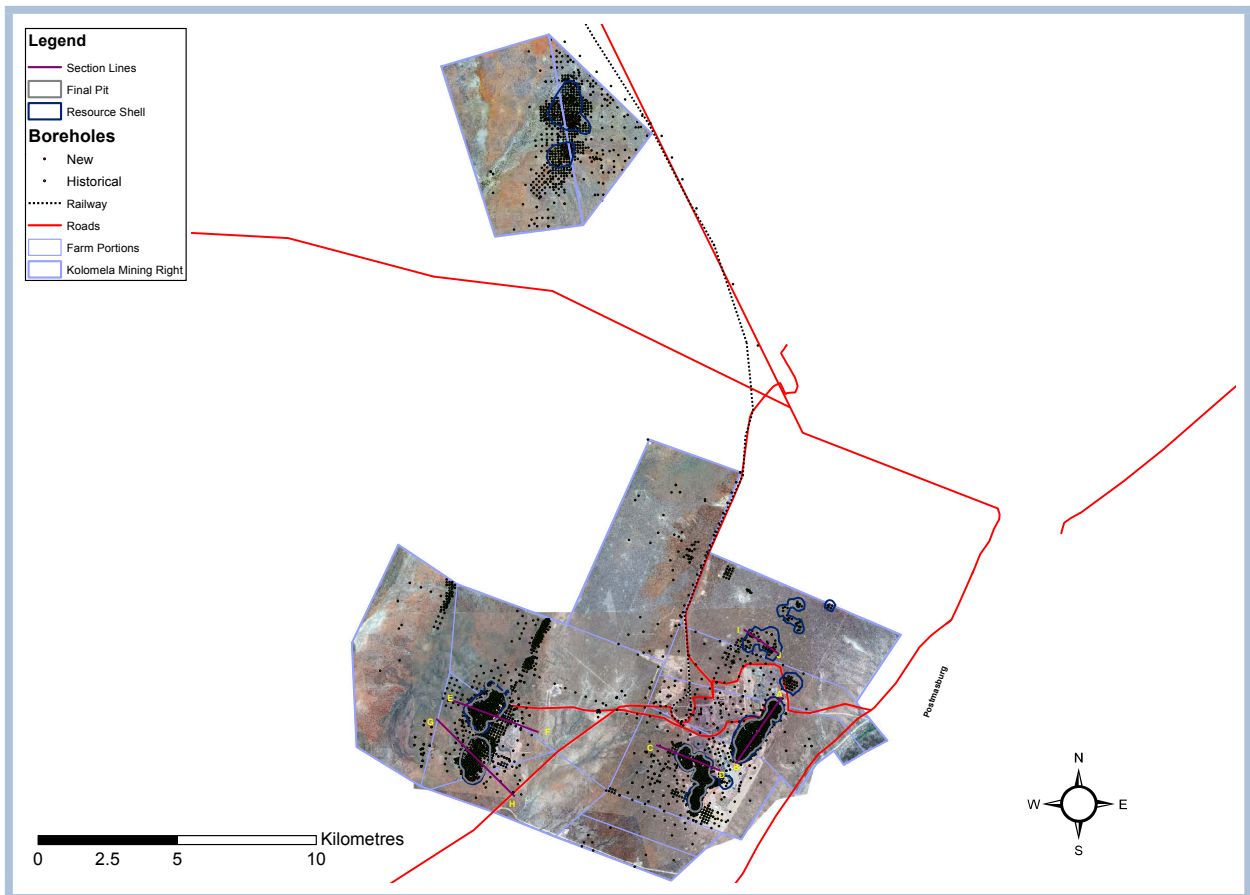 Legend
Section Lines
Final Pit
Resource Shell
Boreholes
New
Historical
Railway
Roads
Farm Portions
Kolomela Mining Right
I
J
A
E
F
G
C
D
B
H
Postmasburg
N
W E
S
Kilometres
0 2.5 5 10